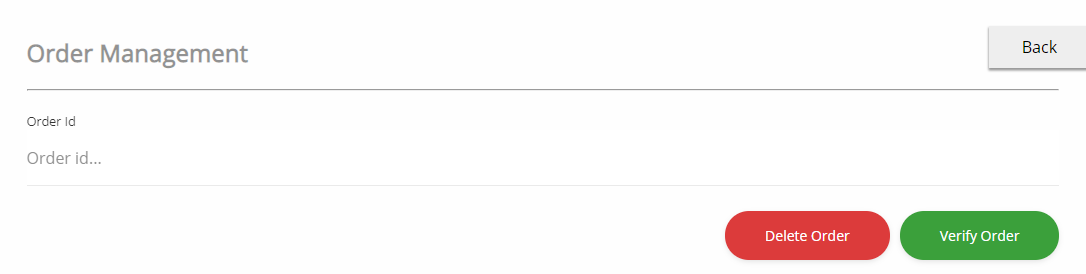 Order Management
Back
Order Id
Order id...
Delete Order
Verify Order